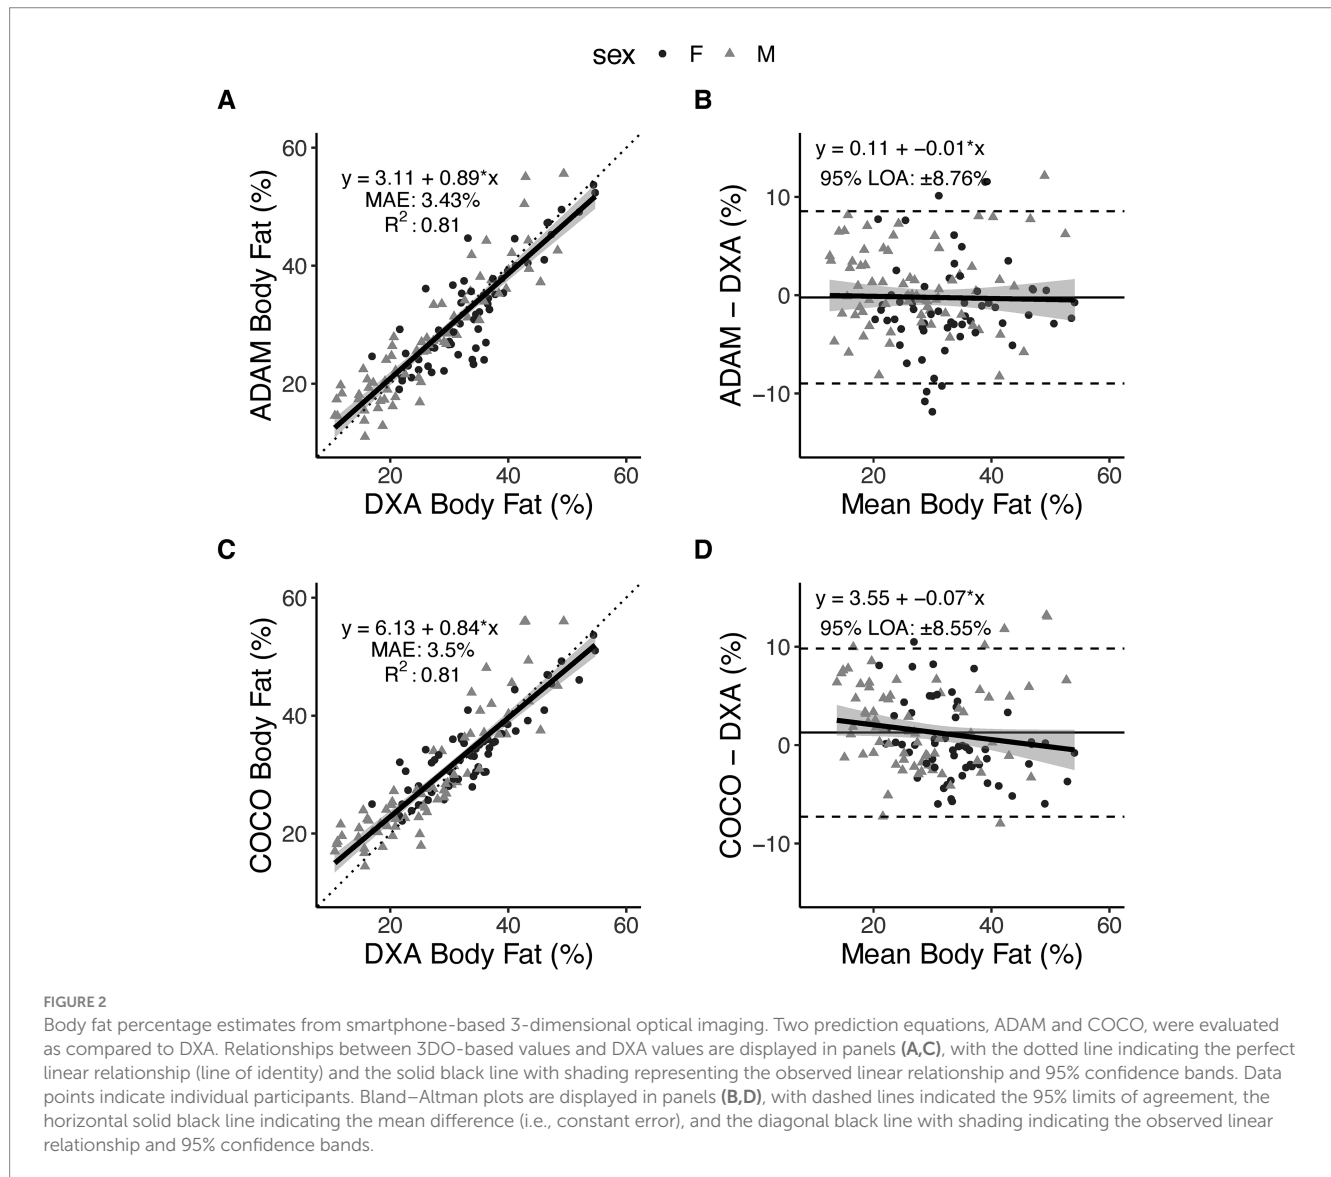 sex F M
A
B
60
40
20
ADAM Body Fat (%)
y = 3.11 + 0.89*x
MAE: 3.43%
R²: 0.81
20 40 60
DXA Body Fat (%)
10
0
−10
ADAM − DXA (%)
y = 0.11 + −0.01*x
95% LOA: ±8.76%
20 40 60
Mean Body Fat (%)
C
D
60
40
20
COCO Body Fat (%)
y = 6.13 + 0.84*x
MAE: 3.5%
R²: 0.81
20 40 60
DXA Body Fat (%)
10
0
−10
COCO − DXA (%)
y = 3.55 + −0.07*x
95% LOA: ±8.55%
20 40 60
Mean Body Fat (%)
FIGURE 2
Body fat percentage estimates from smartphone-based 3-dimensional optical imaging. Two prediction equations, ADAM and COCO, were evaluated
as compared to DXA. Relationships between 3DO-based values and DXA values are displayed in panels (A,C), with the dotted line indicating the perfect
linear relationship (line of identity) and the solid black line with shading representing the observed linear relationship and 95% confidence bands. Data
points indicate individual participants. Bland–Altman plots are displayed in panels (B,D), with dashed lines indicated the 95% limits of agreement, the
horizontal solid black line indicating the mean difference (i.e., constant error), and the diagonal black line with shading indicating the observed linear
relationship and 95% confidence bands.